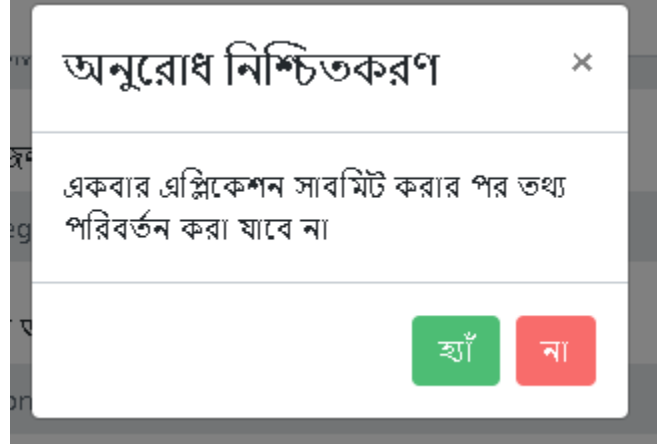 অনুরোধ নিশ্চিতকরণ ×
একবার এপ্লিকেশন সাবমিট করার পর তথ্য
পরিবর্তন করা যাবে না
হ্যাঁ না